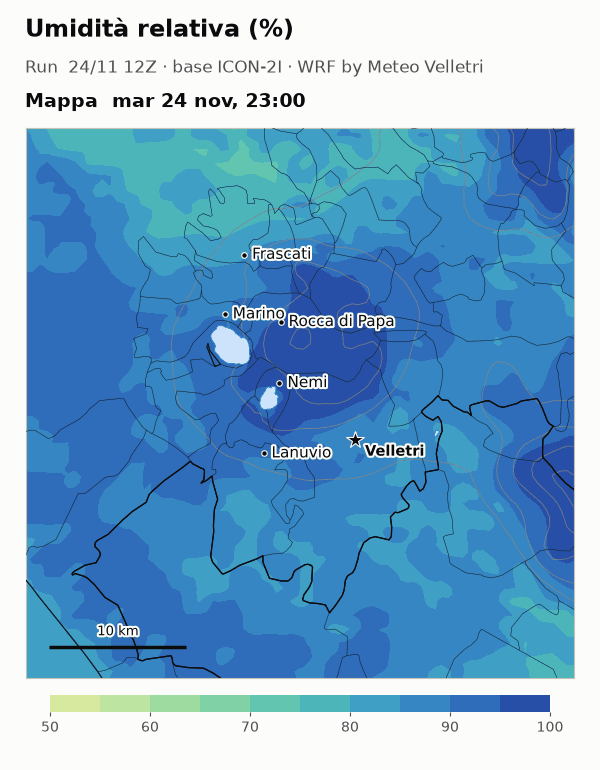 Umidità relativa (%)
Run  24/11 12Z · base ICON-2I · WRF by Meteo Velletri
Mappa  mar 24 nov, 23:00
Frascati
Marino
Rocca di Papa
Nemi
Lanuvio
Velletri
10 km
50 60 70 80 90 100